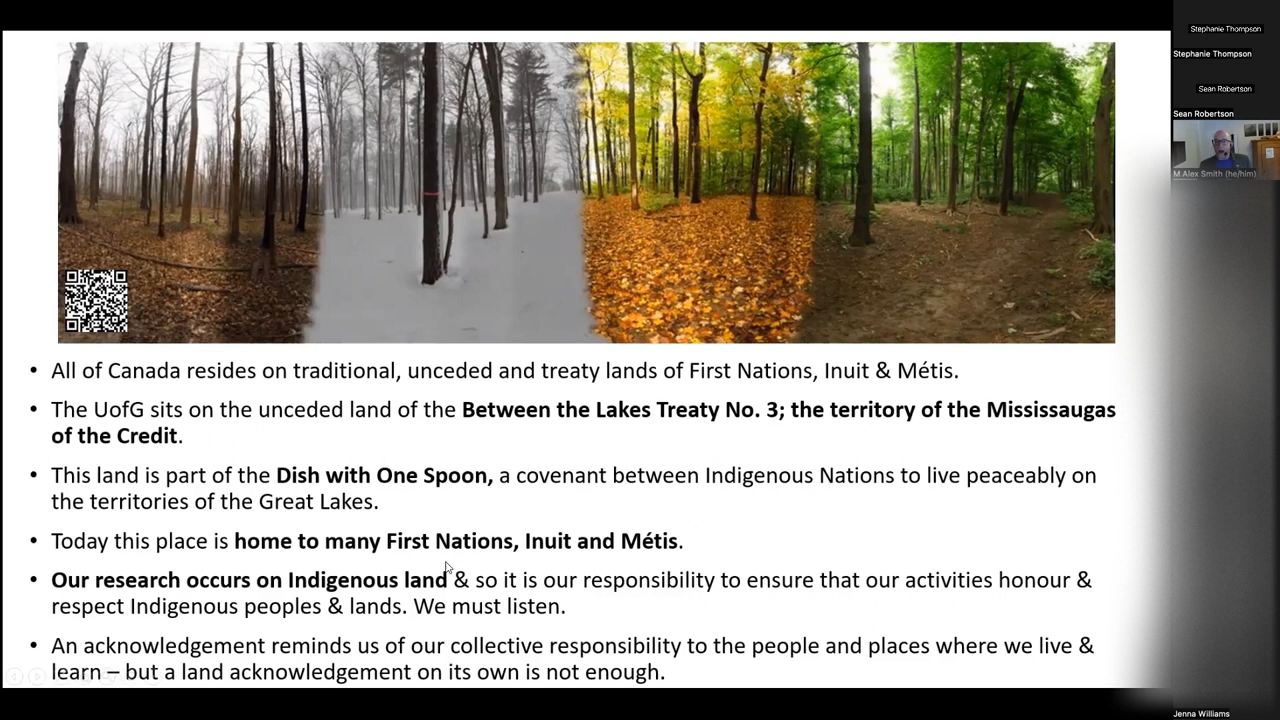 Stephanie Thompson
Stephanie Thompson
Sean Robertson
Sean Robertson
M Alex Smith (he/him)
• All of Canada resides on traditional, unceded and treaty lands of First Nations, Inuit & Métis.
• The UofG sits on the unceded land of the Between the Lakes Treaty No. 3; the territory of the Mississaugas
of the Credit.
• This land is part of the Dish with One Spoon, a covenant between Indigenous Nations to live peaceably on
the territories of the Great Lakes.
• Today this place is home to many First Nations, Inuit and Métis.
• Our research occurs on Indigenous land & so it is our responsibility to ensure that our activities honour &
respect Indigenous peoples & lands. We must listen.
• An acknowledgement reminds us of our collective responsibility to the people and places where we live &
learn – but a land acknowledgement on its own is not enough.
Jenna Williams